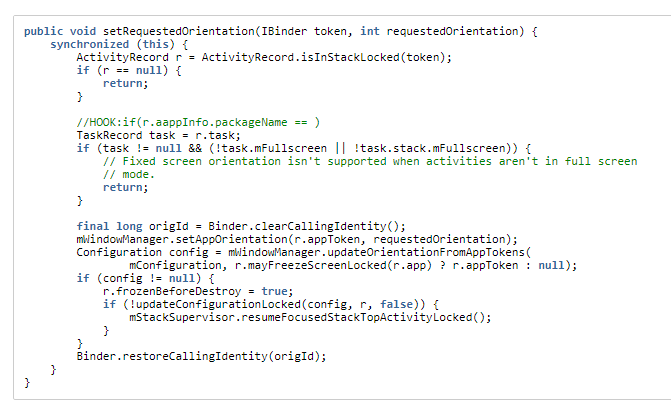 public void setRequestedOrientation(IBinder token, int requestedOrientation) {
    synchronized (this) {
        ActivityRecord r = ActivityRecord.isInStackLocked(token);
        if (r == null) {
            return;
        }

        //HOOK:if(r.aappInfo.packageName == )
        TaskRecord task = r.task;
        if (task != null && (!task.mFullscreen || !task.stack.mFullscreen)) {
            // Fixed screen orientation isn't supported when activities aren't in full screen
            // mode.
            return;
        }

        final long origId = Binder.clearCallingIdentity();
        mWindowManager.setAppOrientation(r.appToken, requestedOrientation);
        Configuration config = mWindowManager.updateOrientationFromAppTokens(
                mConfiguration, r.mayFreezeScreenLocked(r.app) ? r.appToken : null);
        if (config != null) {
            r.frozenBeforeDestroy = true;
            if (!updateConfigurationLocked(config, r, false)) {
                mStackSupervisor.resumeFocusedStackTopActivityLocked();
            }
        }
        Binder.restoreCallingIdentity(origId);
    }
}